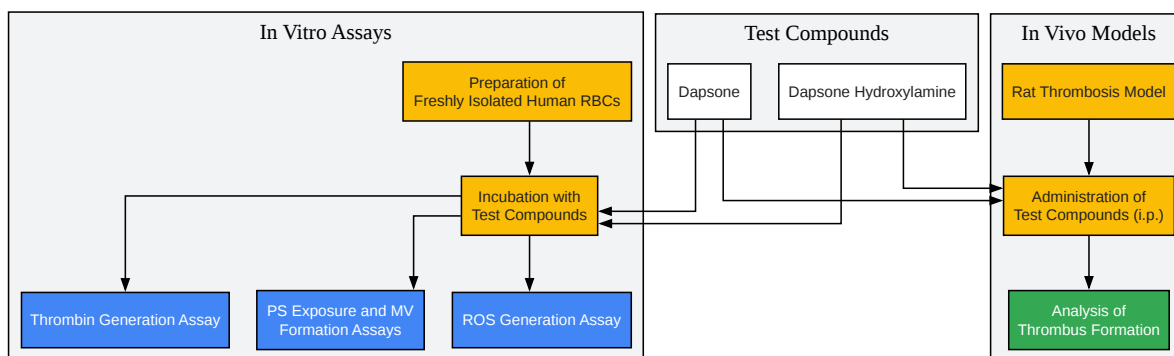 In Vitro Assays
Preparation of
Freshly Isolated Human RBCs
Incubation with
Test Compounds
Thrombin Generation Assay
PS Exposure and MV
Formation Assays
ROS Generation Assay
Test Compounds
Dapsone
Dapsone Hydroxylamine
In Vivo Models
Rat Thrombosis Model
Administration of
Test Compounds (i.p.)
Analysis of
Thrombus Formation